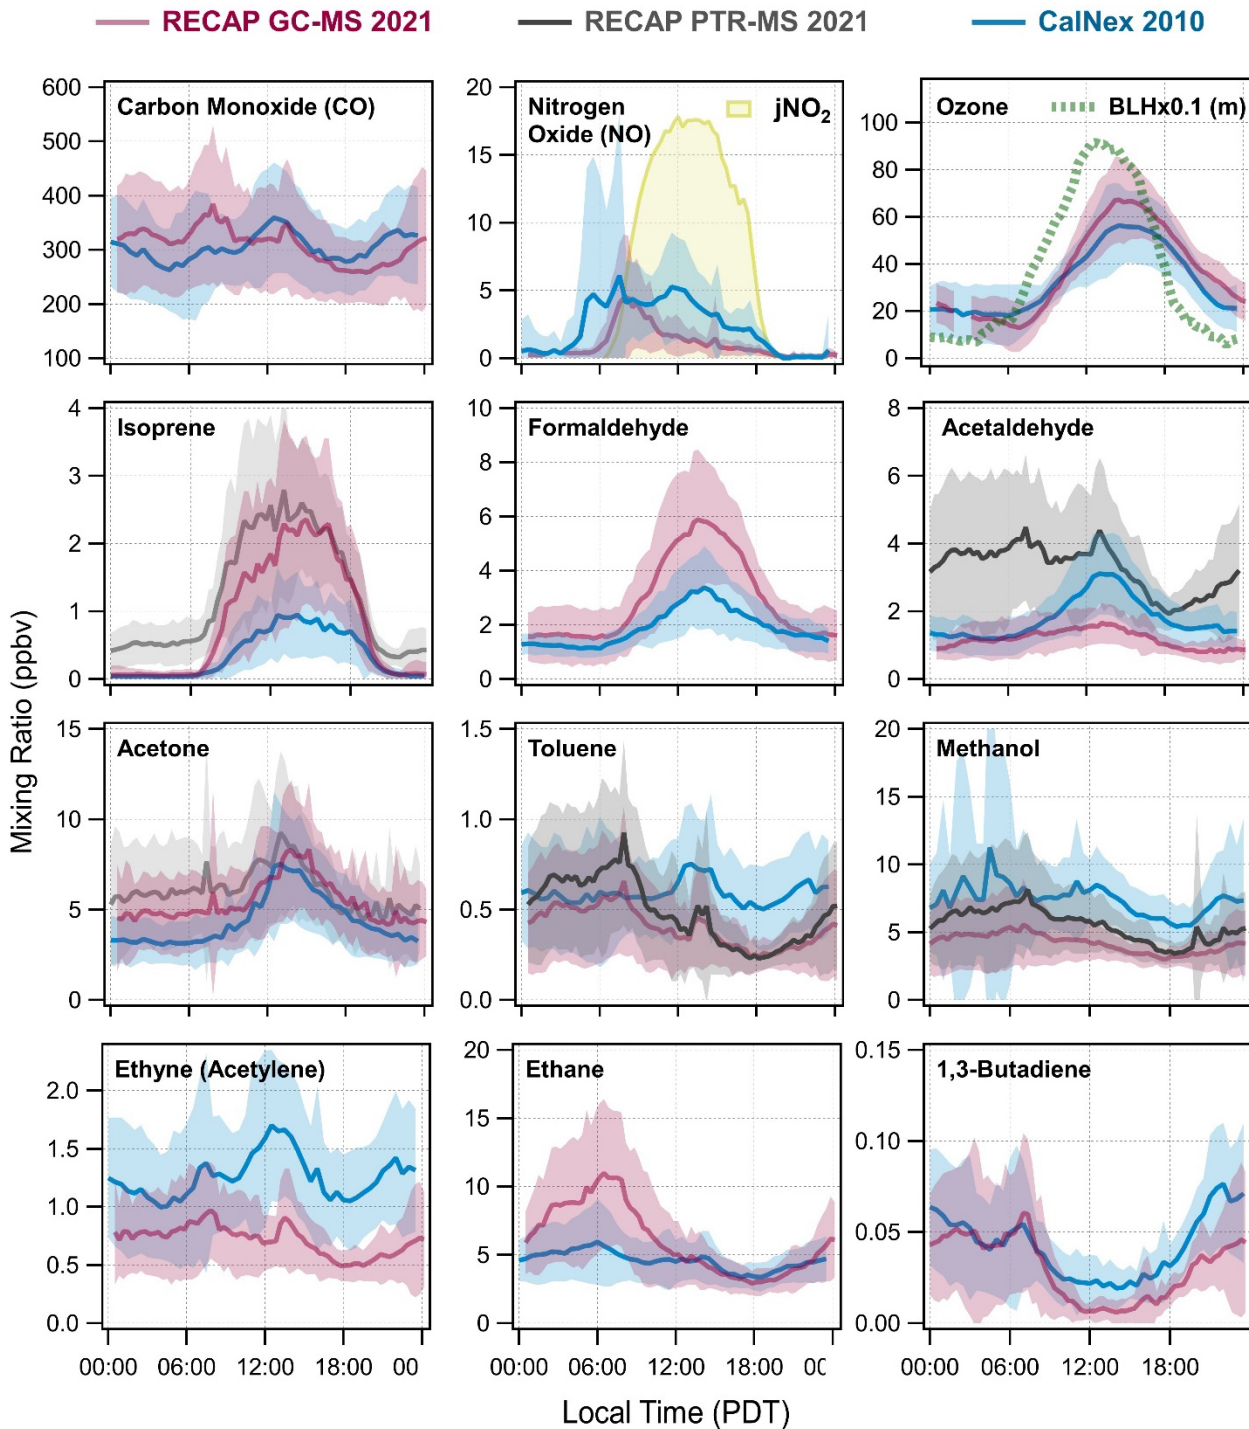 RECAP GC-MS 2021
RECAP PTR-MS 2021
CalNex 2010
Carbon Monoxide (CO)
600
500
400
300
200
100
Nitrogen
Oxide (NO)
jNO₂
20
15
10
5
0
Ozone
BLHx0.1 (m)
100
80
60
40
20
0
Isoprene
4
3
2
1
0
Formaldehyde
10
8
6
4
2
0
Acetaldehyde
8
6
4
2
0
Mixing Ratio (ppbv)
Acetone
15
10
5
0
Toluene
1.5
1.0
0.5
0.0
Methanol
20
15
10
5
0
Ethyne (Acetylene)
2.0
1.5
1.0
0.5
0.0
Ethane
20
15
10
5
0
1,3-Butadiene
0.15
0.10
0.05
0.00
00:00 06:00 12:00 18:00 00
00:00 06:00 12:00 18:00 00
00:00 06:00 12:00 18:00
Local Time (PDT)